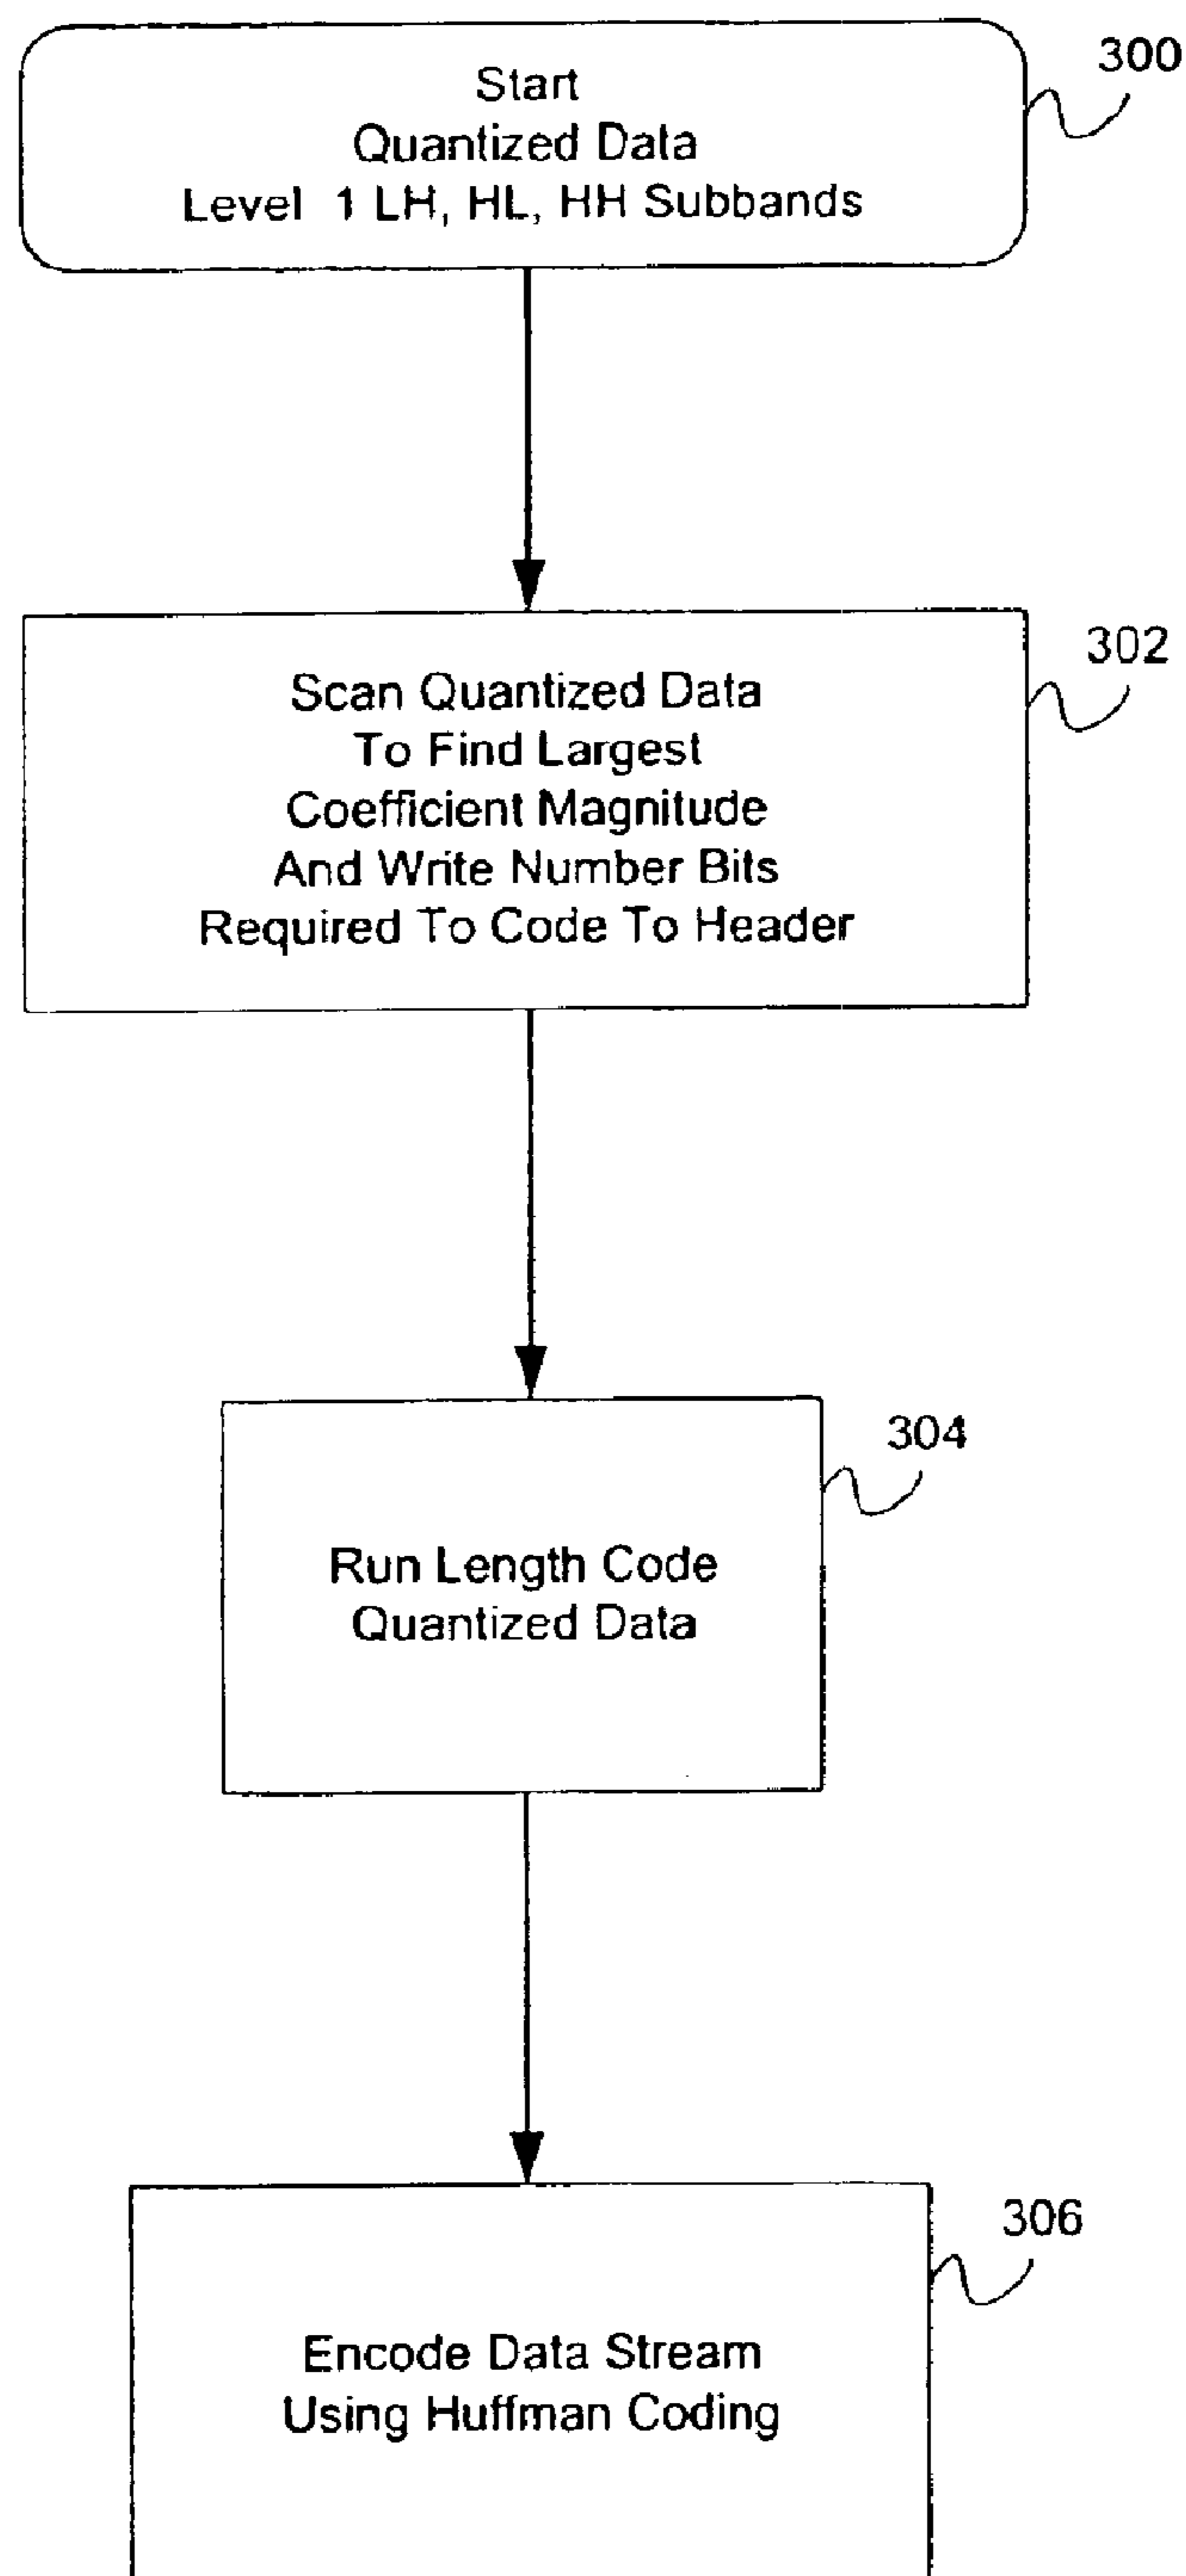 300
Start
Quantized Data
Level 1 LH, HL, HH Subbands
302
Scan Quantized Data
To Find Largest
Coefficient Magnitude
And Write Number Bits
Required To Code To Header
304
Run Length Code
Quantized Data
306
Encode Data Stream
Using Huffman Coding